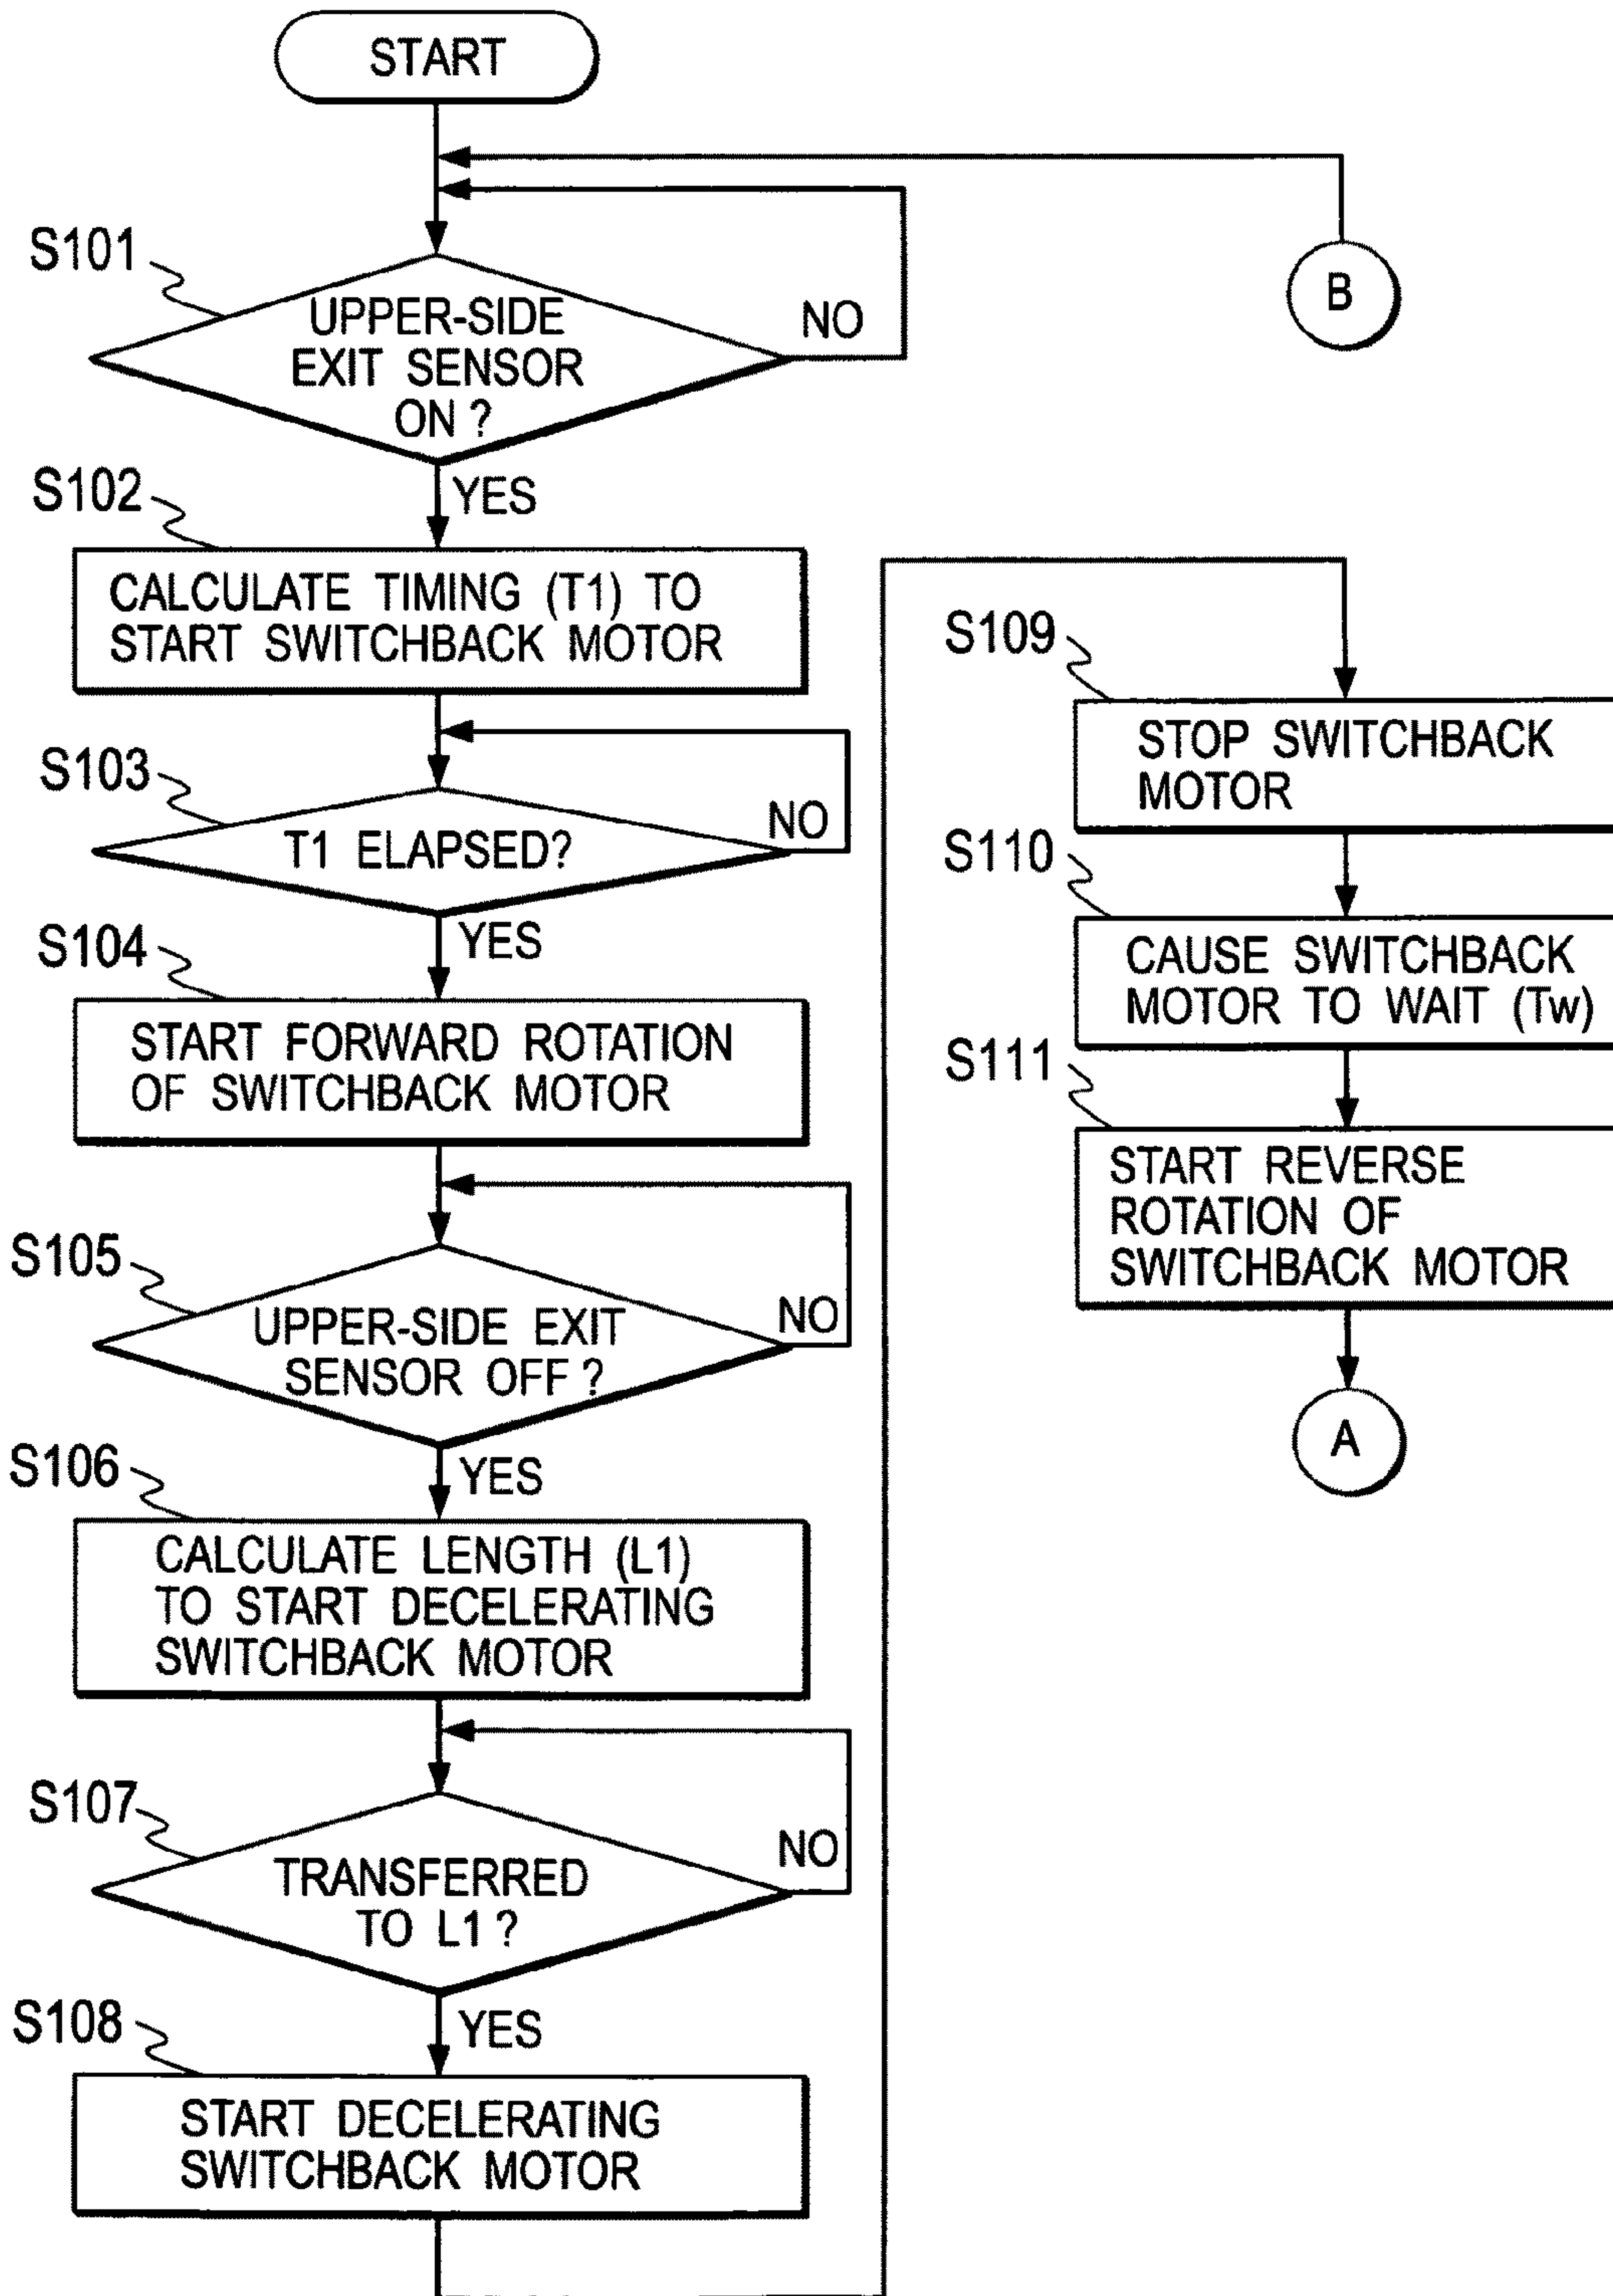 START
S101
UPPER-SIDE
EXIT SENSOR
ON ?
NO
B
YES
S102
CALCULATE TIMING (T1) TO
START SWITCHBACK MOTOR
S103
T1 ELAPSED?
NO
YES
S104
START FORWARD ROTATION
OF SWITCHBACK MOTOR
S105
UPPER-SIDE EXIT
SENSOR OFF ?
NO
YES
S106
CALCULATE LENGTH (L1)
TO START DECELERATING
SWITCHBACK MOTOR
S107
TRANSFERRED
TO L1 ?
NO
YES
S108
START DECELERATING
SWITCHBACK MOTOR
S109
STOP SWITCHBACK
MOTOR
S110
CAUSE SWITCHBACK
MOTOR TO WAIT (Tw)
S111
START REVERSE
ROTATION OF
SWITCHBACK MOTOR
A